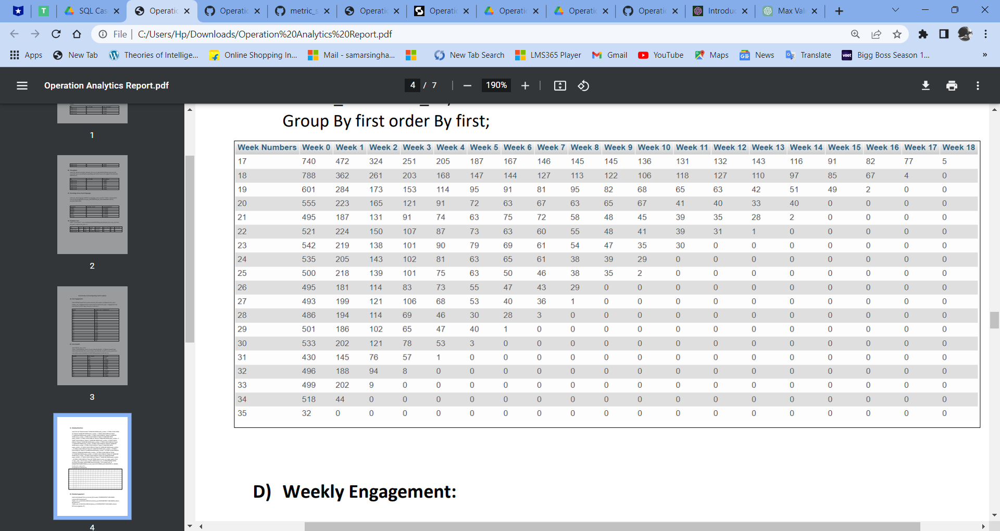 SQL Cas
Operatio
Operatio
metric_s
Operatio
Operatio
Operatio
Operatio
Operatio
Introduc
Max Val
File | C:/Users/Hp/Downloads/Operation%20Analytics%20Report.pdf
Apps New Tab Theories of Intellige... Online Shopping In... Mail - samarsingha... New Tab Search LMS365 Player Gmail YouTube Maps News Translate voot Bigg Boss Season 1... »
Operation Analytics Report.pdf 4 / 7 190%
1
2
3
4
Group By first order By first;
Week Numbers Week 0 Week 1 Week 2 Week 3 Week 4 Week 5 Week 6 Week 7 Week 8 Week 9 Week 10 Week 11 Week 12 Week 13 Week 14 Week 15 Week 16 Week 17 Week 18
17 740 472 324 251 205 187 167 146 145 145 136 131 132 143 116 91 82 77 5
18 788 362 261 203 168 147 144 127 113 122 106 118 127 110 97 85 67 4 0
19 601 284 173 153 114 95 91 81 95 82 68 65 63 42 51 49 2 0 0
20 555 223 165 121 91 72 63 67 63 65 67 41 40 33 40 0 0 0 0
21 495 187 131 91 74 63 75 72 58 48 45 39 35 28 2 0 0 0 0
22 521 224 150 107 87 73 63 60 55 48 41 39 31 1 0 0 0 0 0
23 542 219 138 101 90 79 69 61 54 47 35 30 0 0 0 0 0 0 0
24 535 205 143 102 81 63 65 61 38 39 29 0 0 0 0 0 0 0 0
25 500 218 139 101 75 63 50 46 38 35 2 0 0 0 0 0 0 0 0
26 495 181 114 83 73 55 47 43 29 0 0 0 0 0 0 0 0 0 0
27 493 199 121 106 68 53 40 36 1 0 0 0 0 0 0 0 0 0 0
28 486 194 114 69 46 30 28 3 0 0 0 0 0 0 0 0 0 0 0
29 501 186 102 65 47 40 1 0 0 0 0 0 0 0 0 0 0 0 0
30 533 202 121 78 53 3 0 0 0 0 0 0 0 0 0 0 0 0 0
31 430 145 76 57 1 0 0 0 0 0 0 0 0 0 0 0 0 0 0
32 496 188 94 8 0 0 0 0 0 0 0 0 0 0 0 0 0 0 0
33 499 202 9 0 0 0 0 0 0 0 0 0 0 0 0 0 0 0 0
34 518 44 0 0 0 0 0 0 0 0 0 0 0 0 0 0 0 0 0
35 32 0 0 0 0 0 0 0 0 0 0 0 0 0 0 0 0 0 0
D) Weekly Engagement: